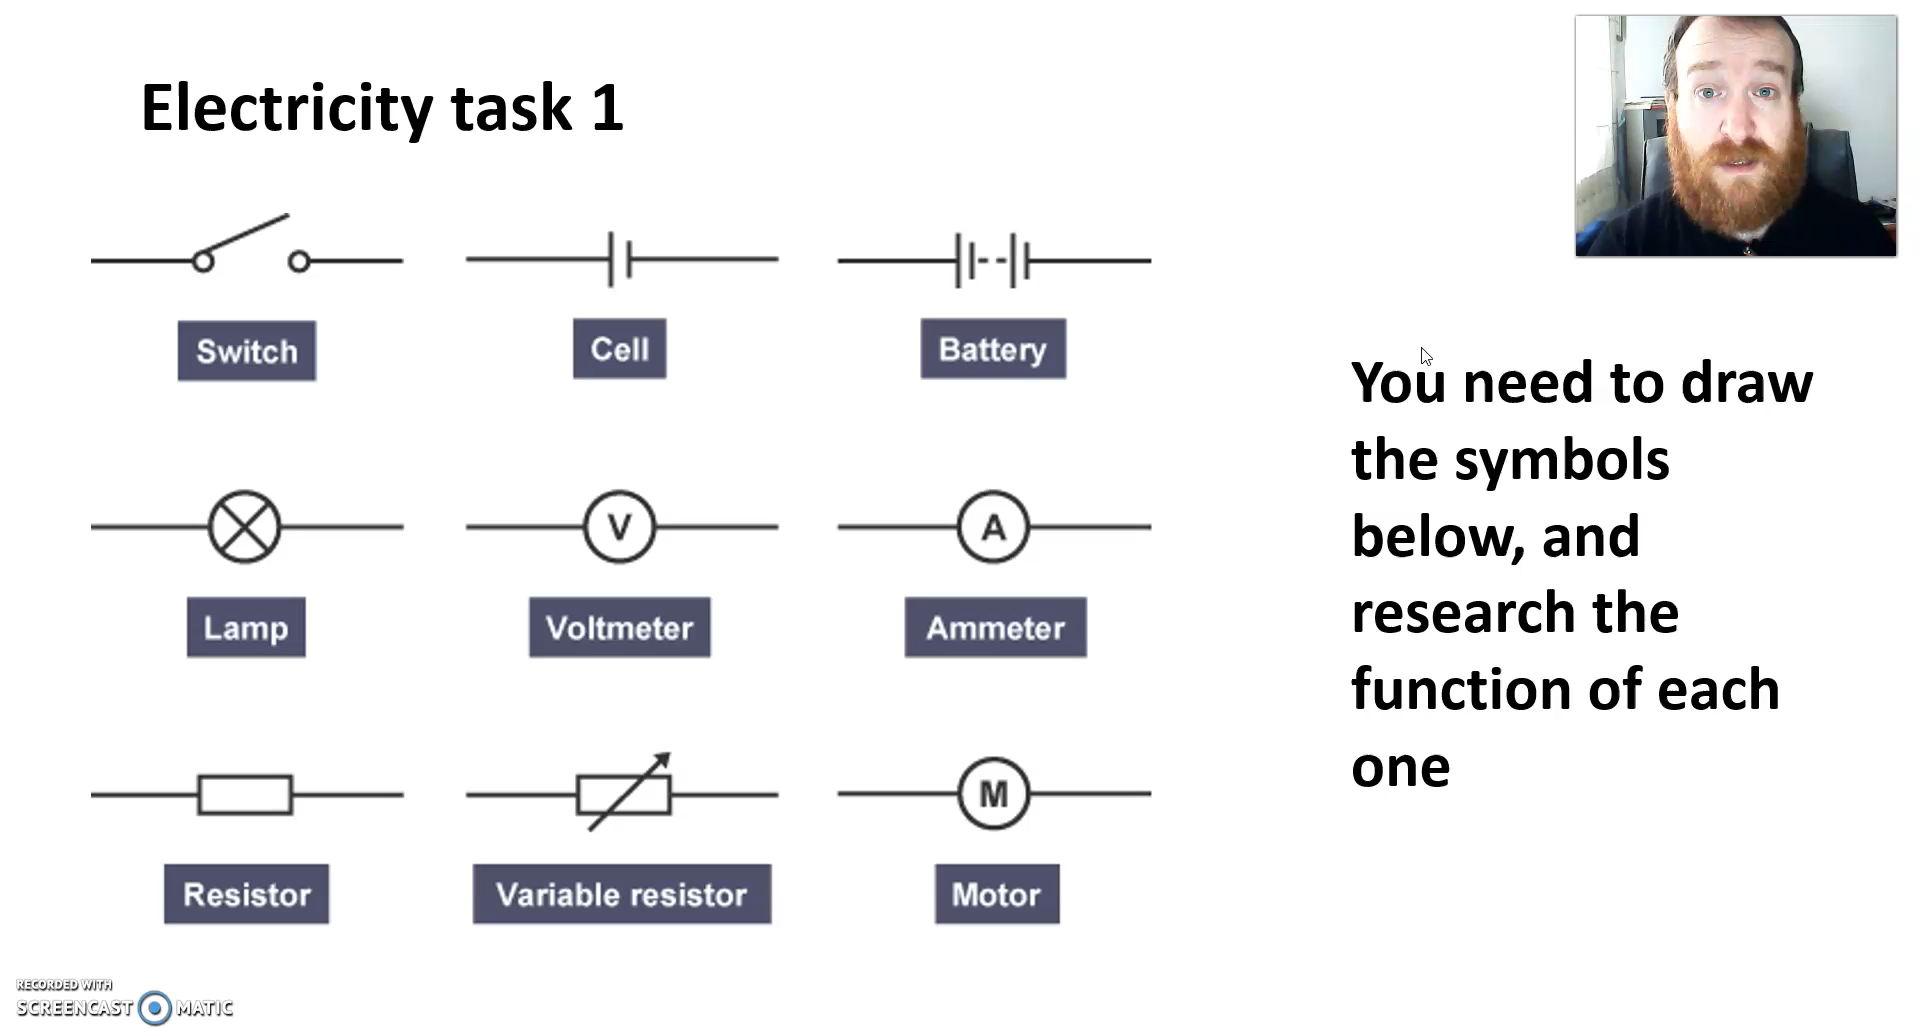 Electricity task 1
Switch
Cell
Battery
V
A
Lamp
Voltmeter
Ammeter
M
Resistor
Variable resistor
Motor
You need to draw
the symbols
below, and
research the
function of each
one
RECORDED WITH
SCREENCAST MATIC